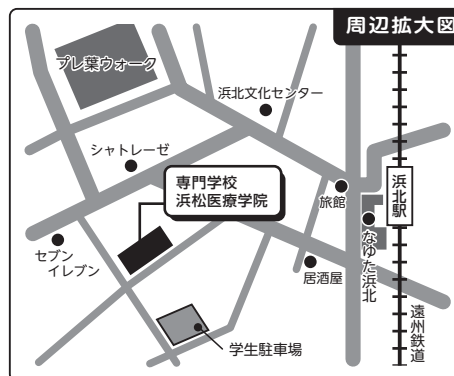 周辺拡大図
プレ葉ウォーク
浜北文化センター
シャトレーゼ
専門学校
浜松医療学院
旅館
浜北駅
なゆた浜北
セブン
イレブン
居酒屋
遠州鉄道
学生駐車場